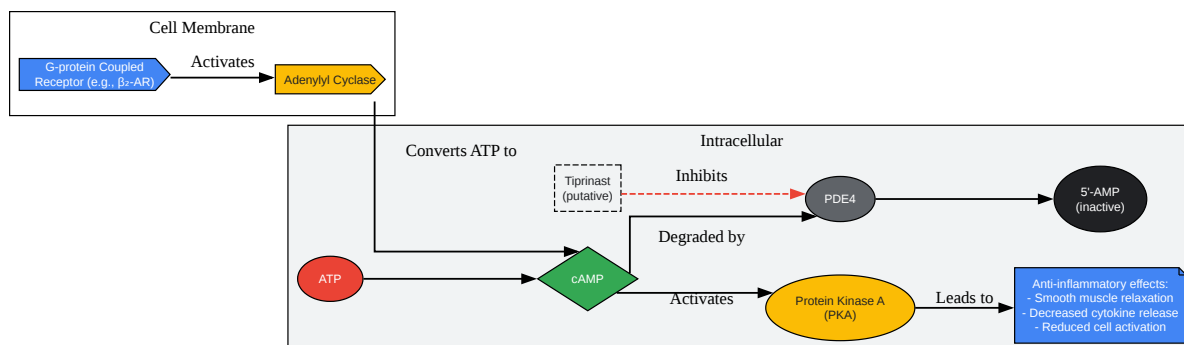 Cell Membrane
G-protein Coupled
Receptor (e.g., β₂-AR)
Activates
Adenylyl Cyclase
Intracellular
Converts ATP to
Tiprinast
(putative)
Inhibits
PDE4
5'-AMP
(inactive)
Degraded by
ATP
cAMP
Activates
Protein Kinase A
(PKA)
Leads to
Anti-inflammatory effects:
- Smooth muscle relaxation
- Decreased cytokine release
- Reduced cell activation